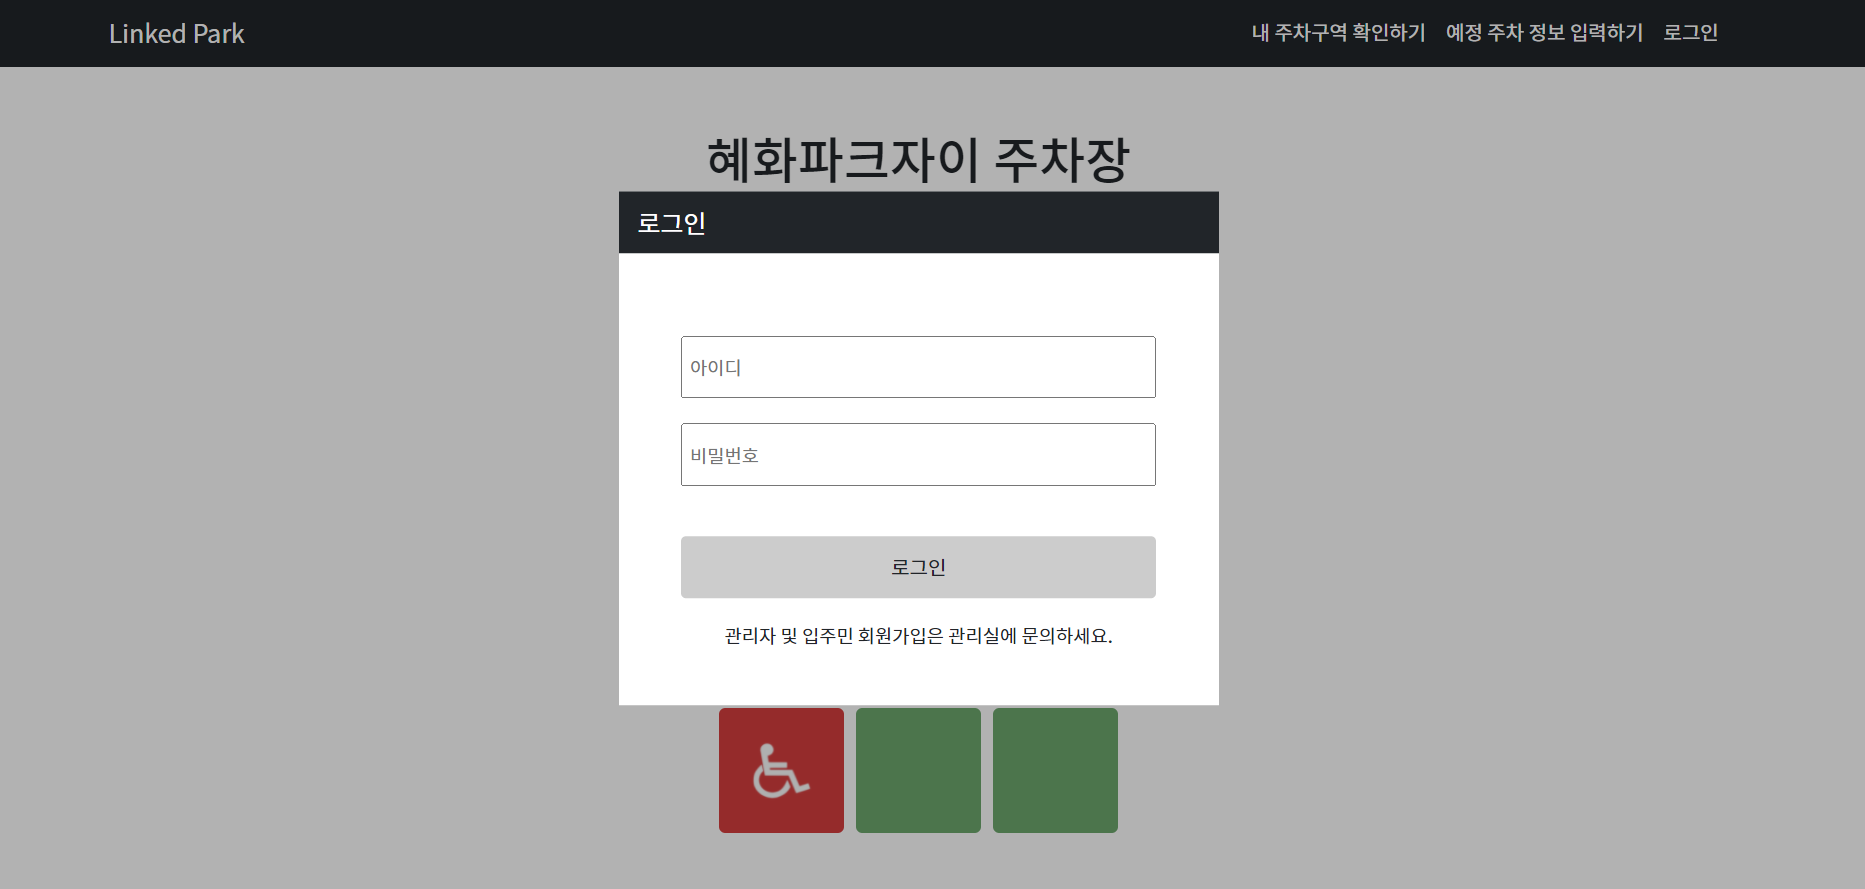 Linked Park
내 주차구역 확인하기 예정 주차 정보 입력하기 로그인
혜화파크자이 주차장
로그인
아이디
비밀번호
로그인
관리자 및 입주민 회원가입은 관리실에 문의하세요.